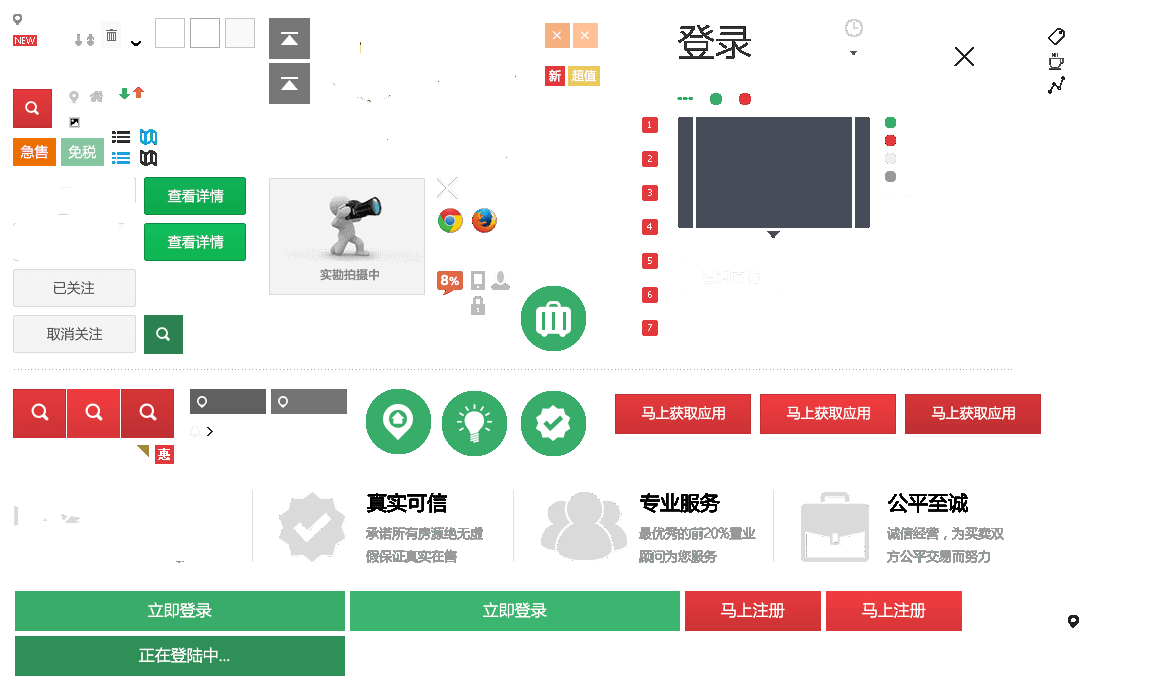 NEW
登录
新
超值
1
2
3
4
5
6
7
急售
免税
查看详情
查看详情
实勘拍摄中
8%
已关注
取消关注
惠
马上获取应用
马上获取应用
马上获取应用
真实可信
承诺所有房源绝无虚
假保证真实在售
专业服务
最优秀的前20%置业
顾问为您服务
公平至诚
诚信经营，为买卖双
方公平交易而努力
立即登录
立即登录
马上注册
马上注册
正在登陆中...